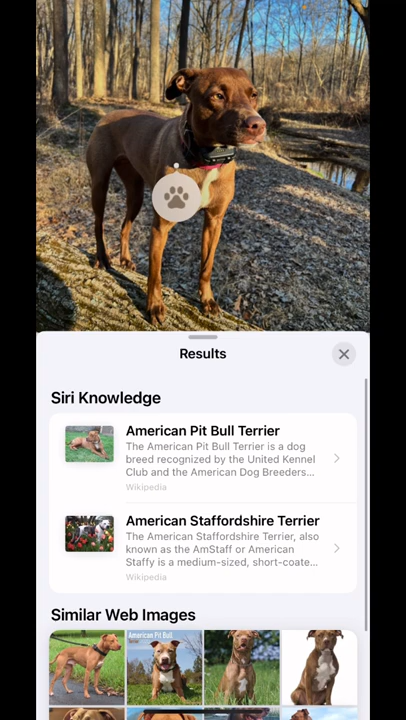 Results
Siri Knowledge
American Pit Bull Terrier
The American Pit Bull Terrier is a dog
breed recognized by the United Kennel
Club and the American Dog Breeders...
Wikipedia
American Staffordshire Terrier
The American Staffordshire Terrier, also
known as the AmStaff or American
Staffy is a medium-sized, short-coate...
Wikipedia
Similar Web Images
American Pit Bull